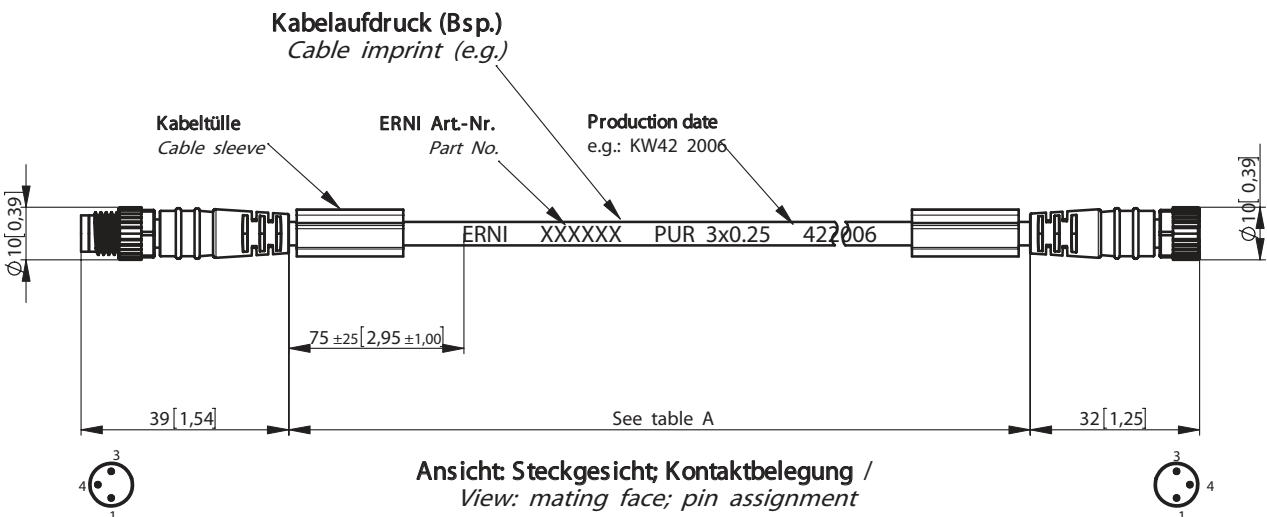 Kabelaufdruck (Bsp.)
Cable imprint (e.g.)
Kabeltülle
Cable sleeve
ERNI Art.-Nr.
Part No.
Production date
e.g.: KW42 2006
∅10[0,39]
∅10[0,39]
ERNI XXXXXX PUR 3x0.25 422006
75 ±25[2,95 ±1,00]
39[1,54]
See table A
32[1,25]
3
4
1
Ansicht: Steckgesicht; Kontaktbelegung /
View: mating face; pin assignment
3
4
1